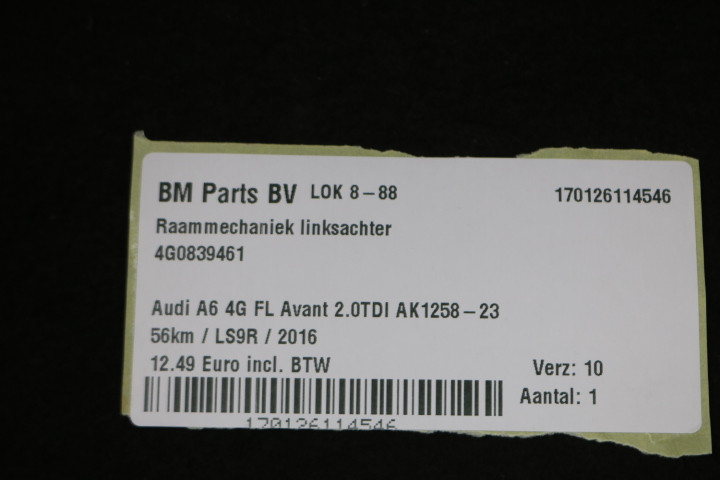 BM Parts BV LOK 8-88 170126114546
Raammechaniek linksachter
4G0839461
Audi A6 4G FL Avant 2.0TDI AK1258-23
56km / LS9R / 2016
12.49 Euro incl. BTW Verz: 10
Aantal: 1
170126114546